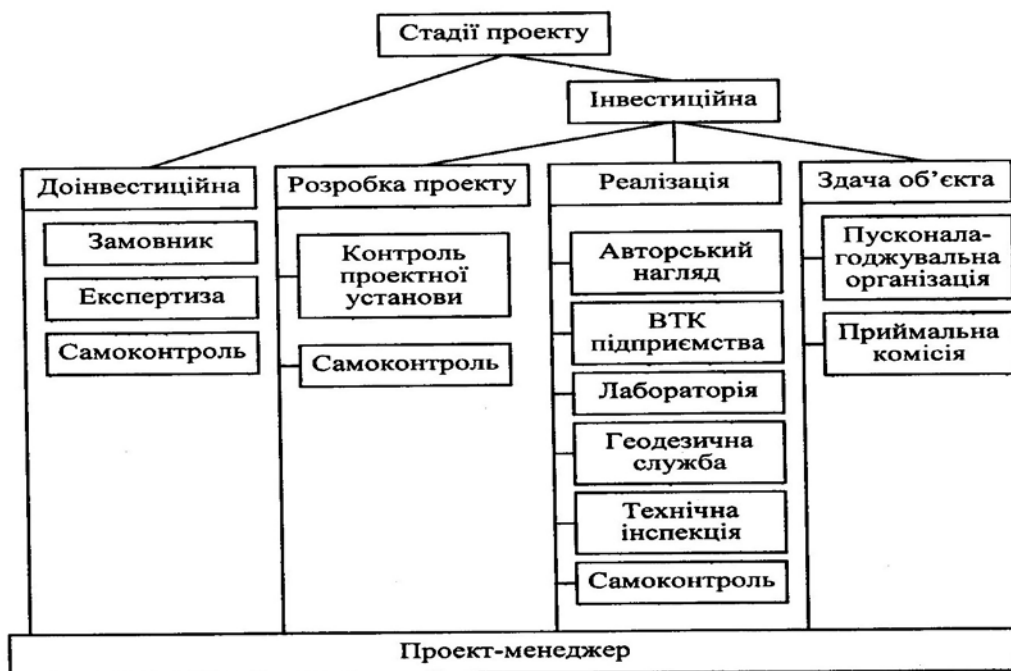 Стадії проекту
Інвестиційна
Доінвестиційна
Розробка проекту
Реалізація
Здача об’єкта
Замовник
Експертиза
Самоконтроль
Контроль
проектної
установи
Самоконтроль
Авторський
нагляд
ВТК
підприємства
Лабораторія
Геодезична
служба
Технічна
інспекція
Самоконтроль
Пусконала-
годжувальна
організація
Приймальна
комісія
Проект-менеджер